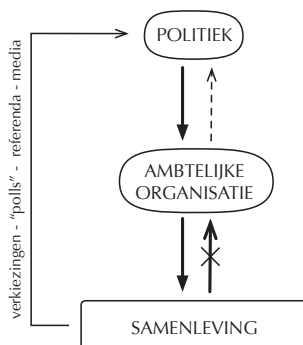 POLITIEK
AMBTELIJKE
ORGANISATIE
SAMENLEVING
verkiezingen - "polls" - referenda - media